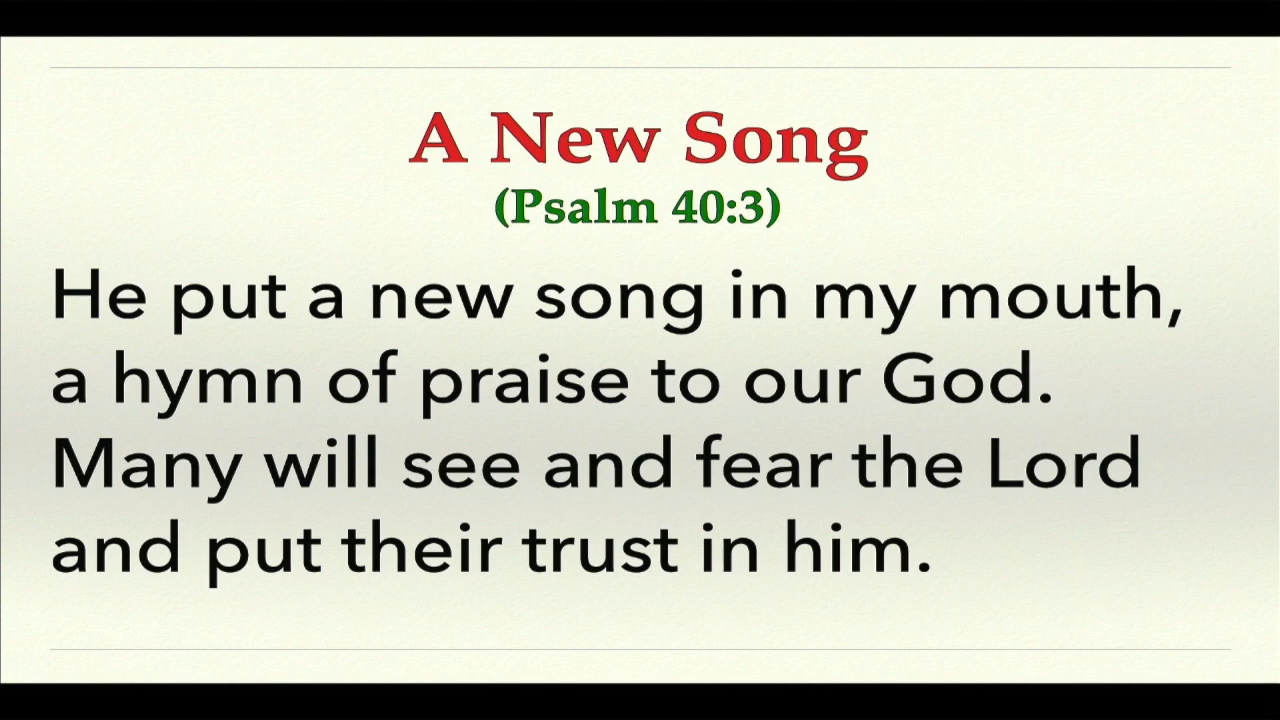 A New Song
(Psalm 40:3)
He put a new song in my mouth,
a hymn of praise to our God.
Many will see and fear the Lord
and put their trust in him.